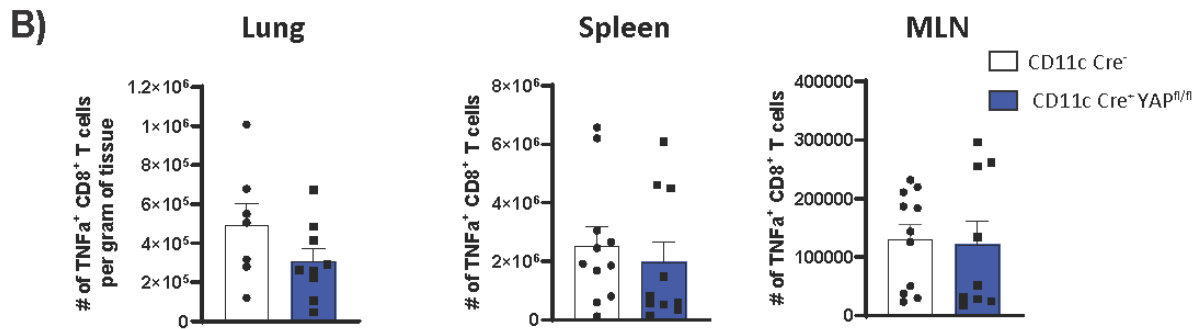 B)
Lung
Spleen
MLN
CD11c Cre⁻
CD11c Cre⁺ YAPfl/fl
# of TNFa⁺ CD8⁺ T cells
per gram of tissue
1.2×10⁶
1×10⁶
8×10⁵
6×10⁵
4×10⁵
2×10⁵
0
# of TNFa⁺ CD8⁺ T cells
8×10⁶
6×10⁶
4×10⁶
2×10⁶
0
# of TNFa⁺ CD8⁺ T cells
400000
300000
200000
100000
0